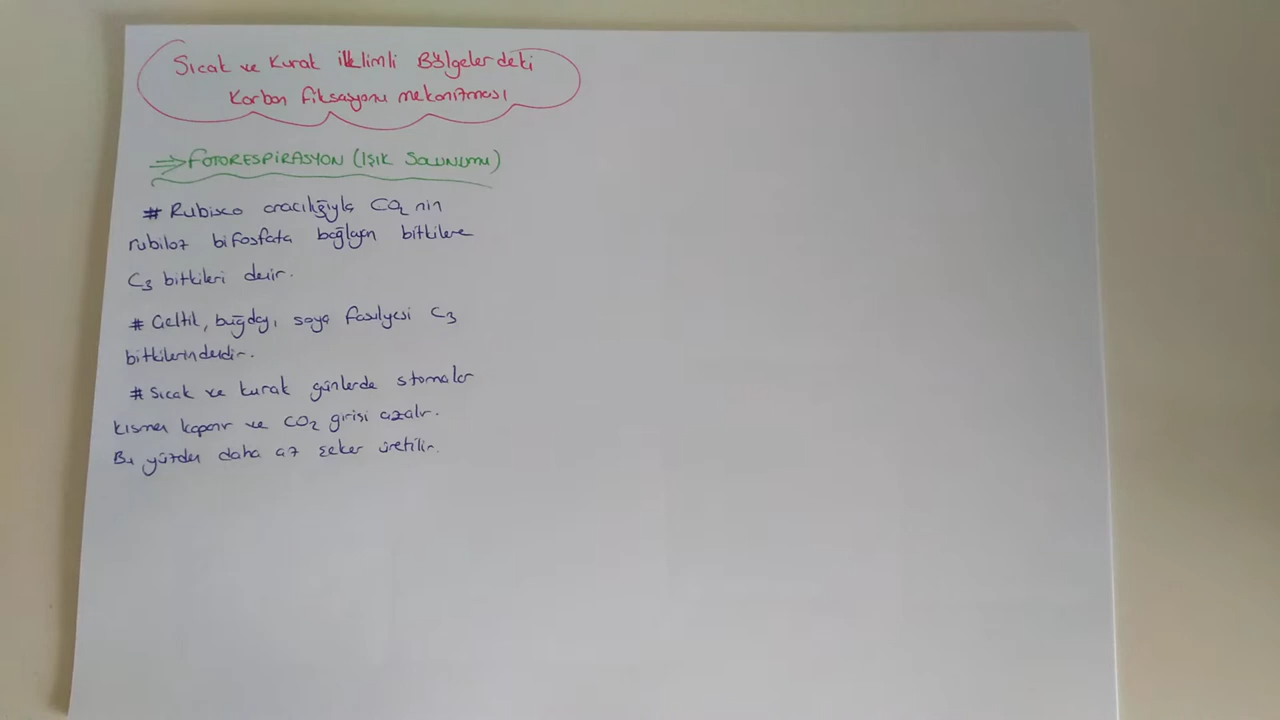 Sıcak ve Kurak iklimli Bölgelerdeki
Karbon fiksasyonu mekanizması
⇒ FOTORESPİRASYON (IŞIK SOLUNUMU)
# Rubisco aracılığıyla CO₂ nin
rubiloz bifosfata bağlayan bitkilere
C₃ bitkileri denir.
# Çeltik, buğday, soya fasulyesi C₃
bitkilerindendir.
# Sıcak ve kurak günlerde stomalar
kısmen kapanır ve CO₂ girişi azalır.
Bu yüzden daha az şeker üretilir.